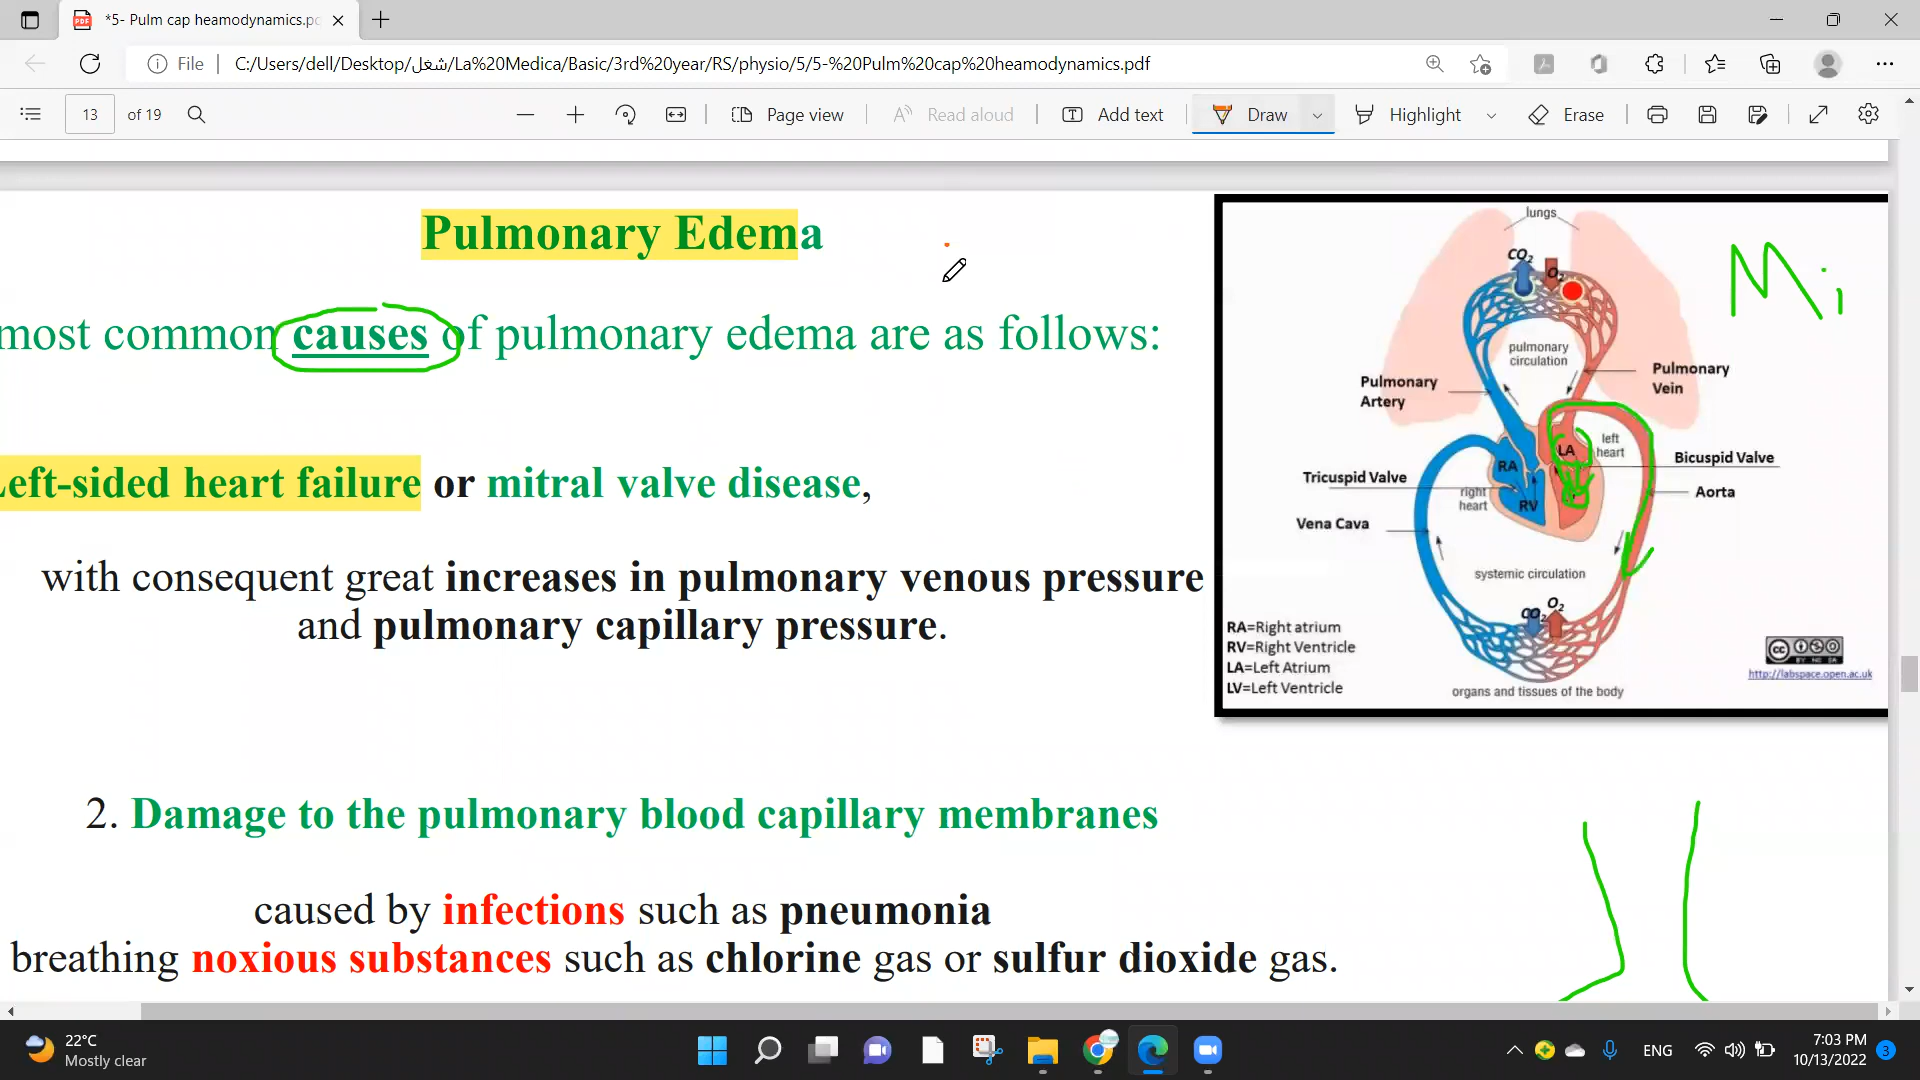 *5- Pulm cap heamodynamics.pc
File
C:/Users/dell/Desktop/شغل/La%20Medica/Basic/3rd%20year/RS/physio/5/5-%20Pulm%20cap%20heamodynamics.pdf
13 of 19
Page view
Read aloud
Add text
Draw
Highlight
Erase
Pulmonary Edema
most common causes of pulmonary edema are as follows:
Left-sided heart failure or mitral valve disease,
with consequent great increases in pulmonary venous pressure
and pulmonary capillary pressure.
2. Damage to the pulmonary blood capillary membranes
caused by infections such as pneumonia
breathing noxious substances such as chlorine gas or sulfur dioxide gas.
lungs
CO2
O2
Mi
pulmonary
circulation
Pulmonary
Artery
Pulmonary
Vein
LA
left
heart
Bicuspid Valve
RA
Tricuspid Valve
right
heart
RV
Aorta
Vena Cava
systemic circulation
CO2
O2
RA=Right atrium
RV=Right Ventricle
LA=Left Atrium
LV=Left Ventricle
organs and tissues of the body
cc
BY NC SA
http://labspace.open.ac.uk
22°C
Mostly clear
ENG
7:03 PM
10/13/2022
3